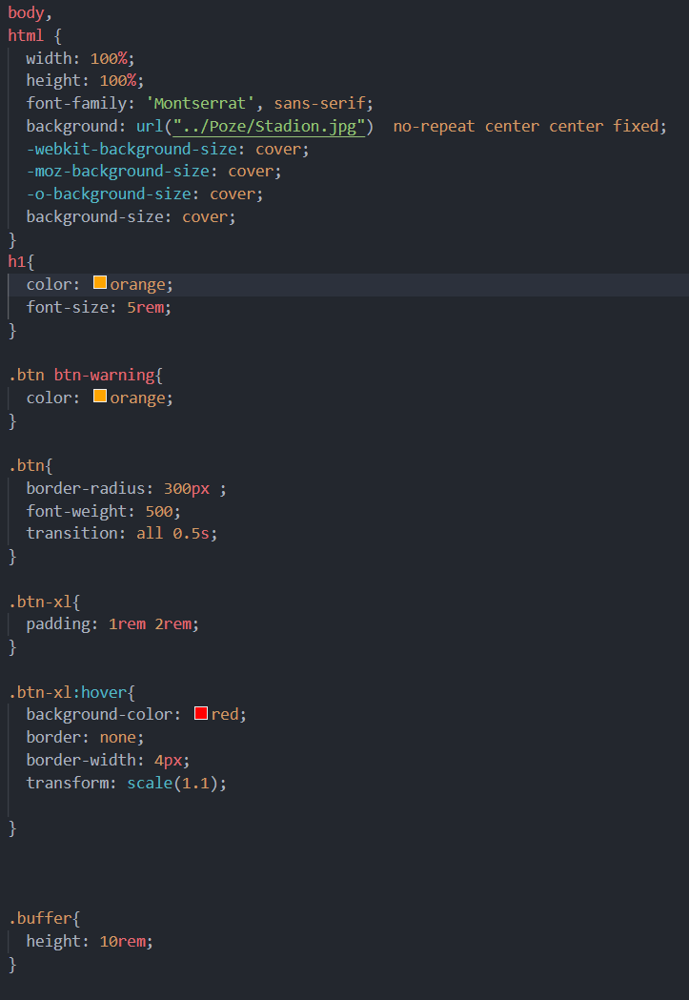 body,
html {
  width: 100%;
  height: 100%;
  font-family: 'Montserrat', sans-serif;
  background: url("../Poze/Stadion.jpg")  no-repeat center center fixed;
  -webkit-background-size: cover;
  -moz-background-size: cover;
  -o-background-size: cover;
  background-size: cover;
}
h1{
  color: orange;
  font-size: 5rem;
}

.btn btn-warning{
  color: orange;
}

.btn{
  border-radius: 300px ;
  font-weight: 500;
  transition: all 0.5s;
}

.btn-xl{
  padding: 1rem 2rem;
}

.btn-xl:hover{
  background-color: red;
  border: none;
  border-width: 4px;
  transform: scale(1.1);

}

.buffer{
  height: 10rem;
}